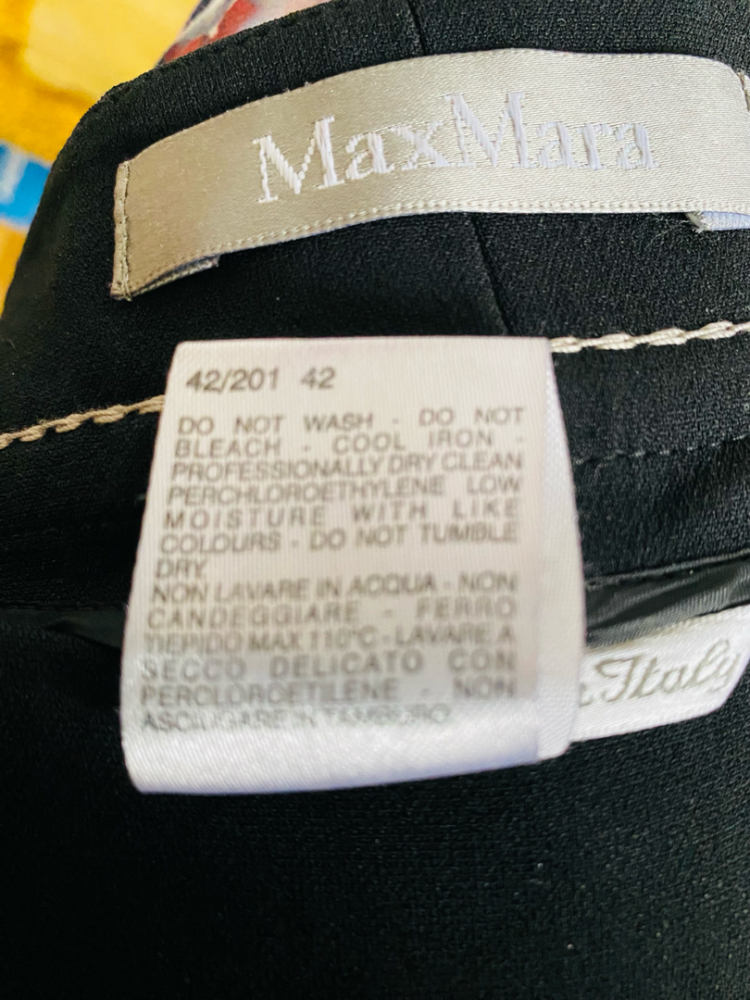 MaxMara
42/201 42
DO NOT WASH - DO NOT
BLEACH - COOL IRON -
PROFESSIONALLY DRY CLEAN
PERCHLOROETHYLENE LOW
MOISTURE WITH LIKE
COLOURS - DO NOT TUMBLE
DRY
NON LAVARE IN ACQUA - NON
CANDEGGIARE - FERRO
TIEPIDO MAX 110°C - LAVARE A
SECCO DELICATO CON
PERCLOROETILENE - NON
ASCIUGARE IN TAMBURO
Italy